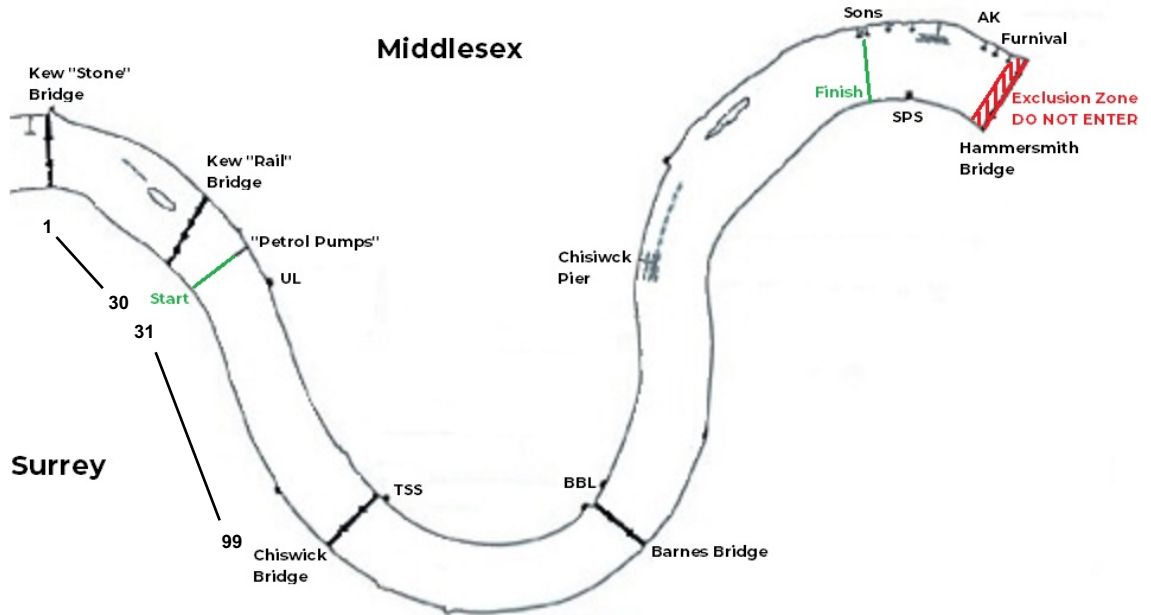 Middlesex
Sons
AK
Furnival
Kew "Stone"
Bridge
Finish
Exclusion Zone
DO NOT ENTER
SPS
Hammersmith
Bridge
Kew "Rail"
Bridge
1
"Petrol Pumps"
Chisiwck
Pier
UL
30
Start
31
Surrey
TSS
BBL
99
Chiswick
Bridge
Barnes Bridge